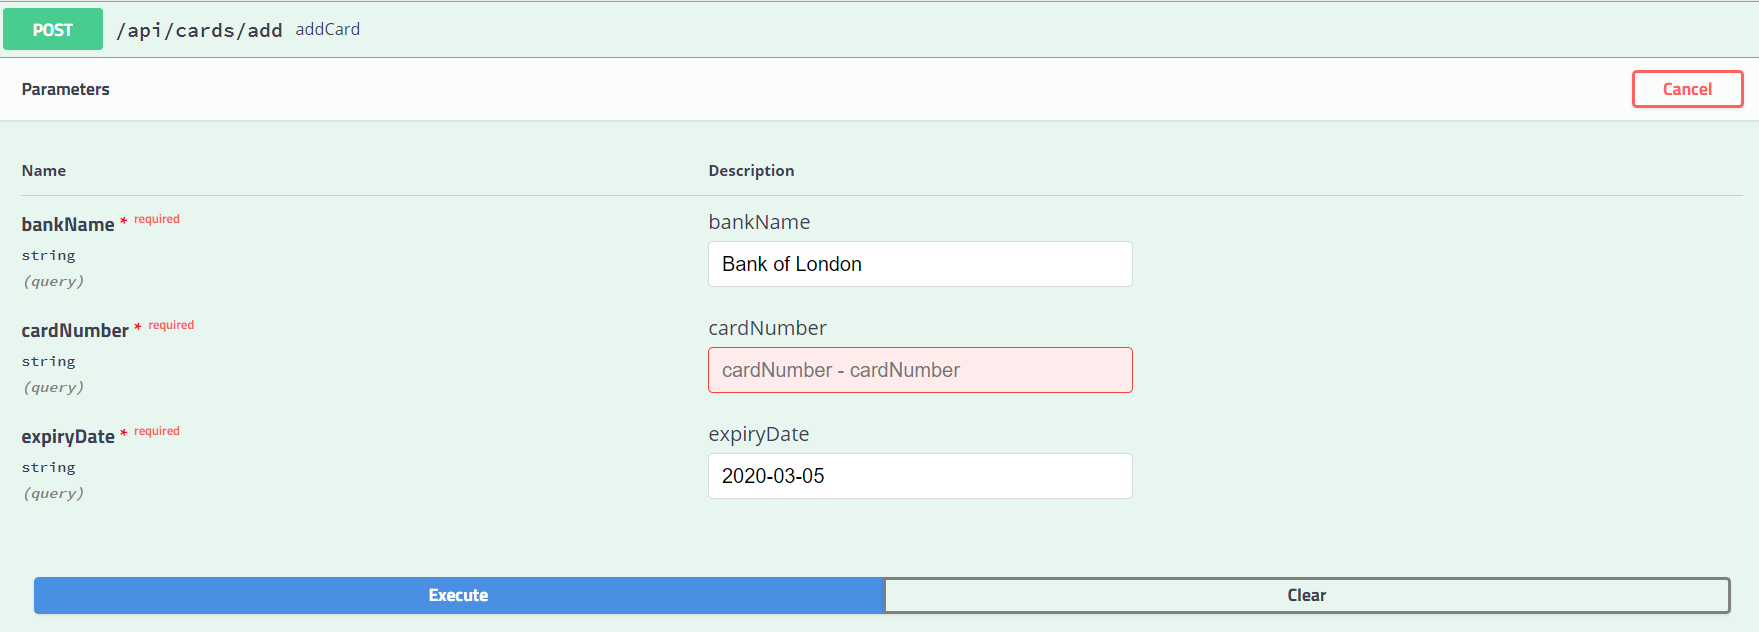 POST /api/cards/add addCard
Parameters Cancel
Name Description
bankName * required bankName
string Bank of London
(query)
cardNumber * required cardNumber
string cardNumber - cardNumber
(query)
expiryDate * required expiryDate
string 2020-03-05
(query)
Execute Clear